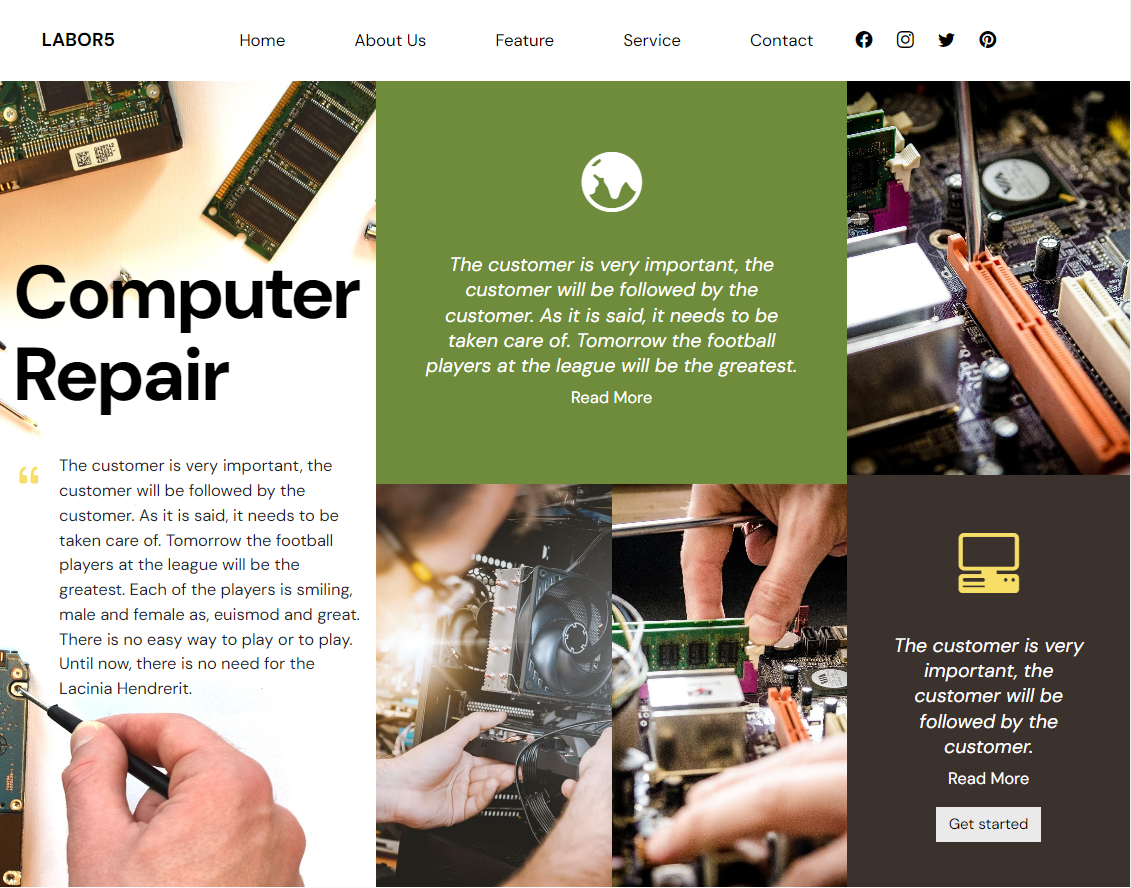 LABOR5
Home
About Us
Feature
Service
Contact
Computer
Repair
“
The customer is very important, the
customer will be followed by the
customer. As it is said, it needs to be
taken care of. Tomorrow the football
players at the league will be the
greatest. Each of the players is smiling,
male and female as, euismod and great.
There is no easy way to play or to play.
Until now, there is no need for the
Lacinia Hendrerit.
The customer is very important, the
customer will be followed by the
customer. As it is said, it needs to be
taken care of. Tomorrow the football
players at the league will be the greatest.
Read More
The customer is very
important, the
customer will be
followed by the
customer.
Read More
Get started